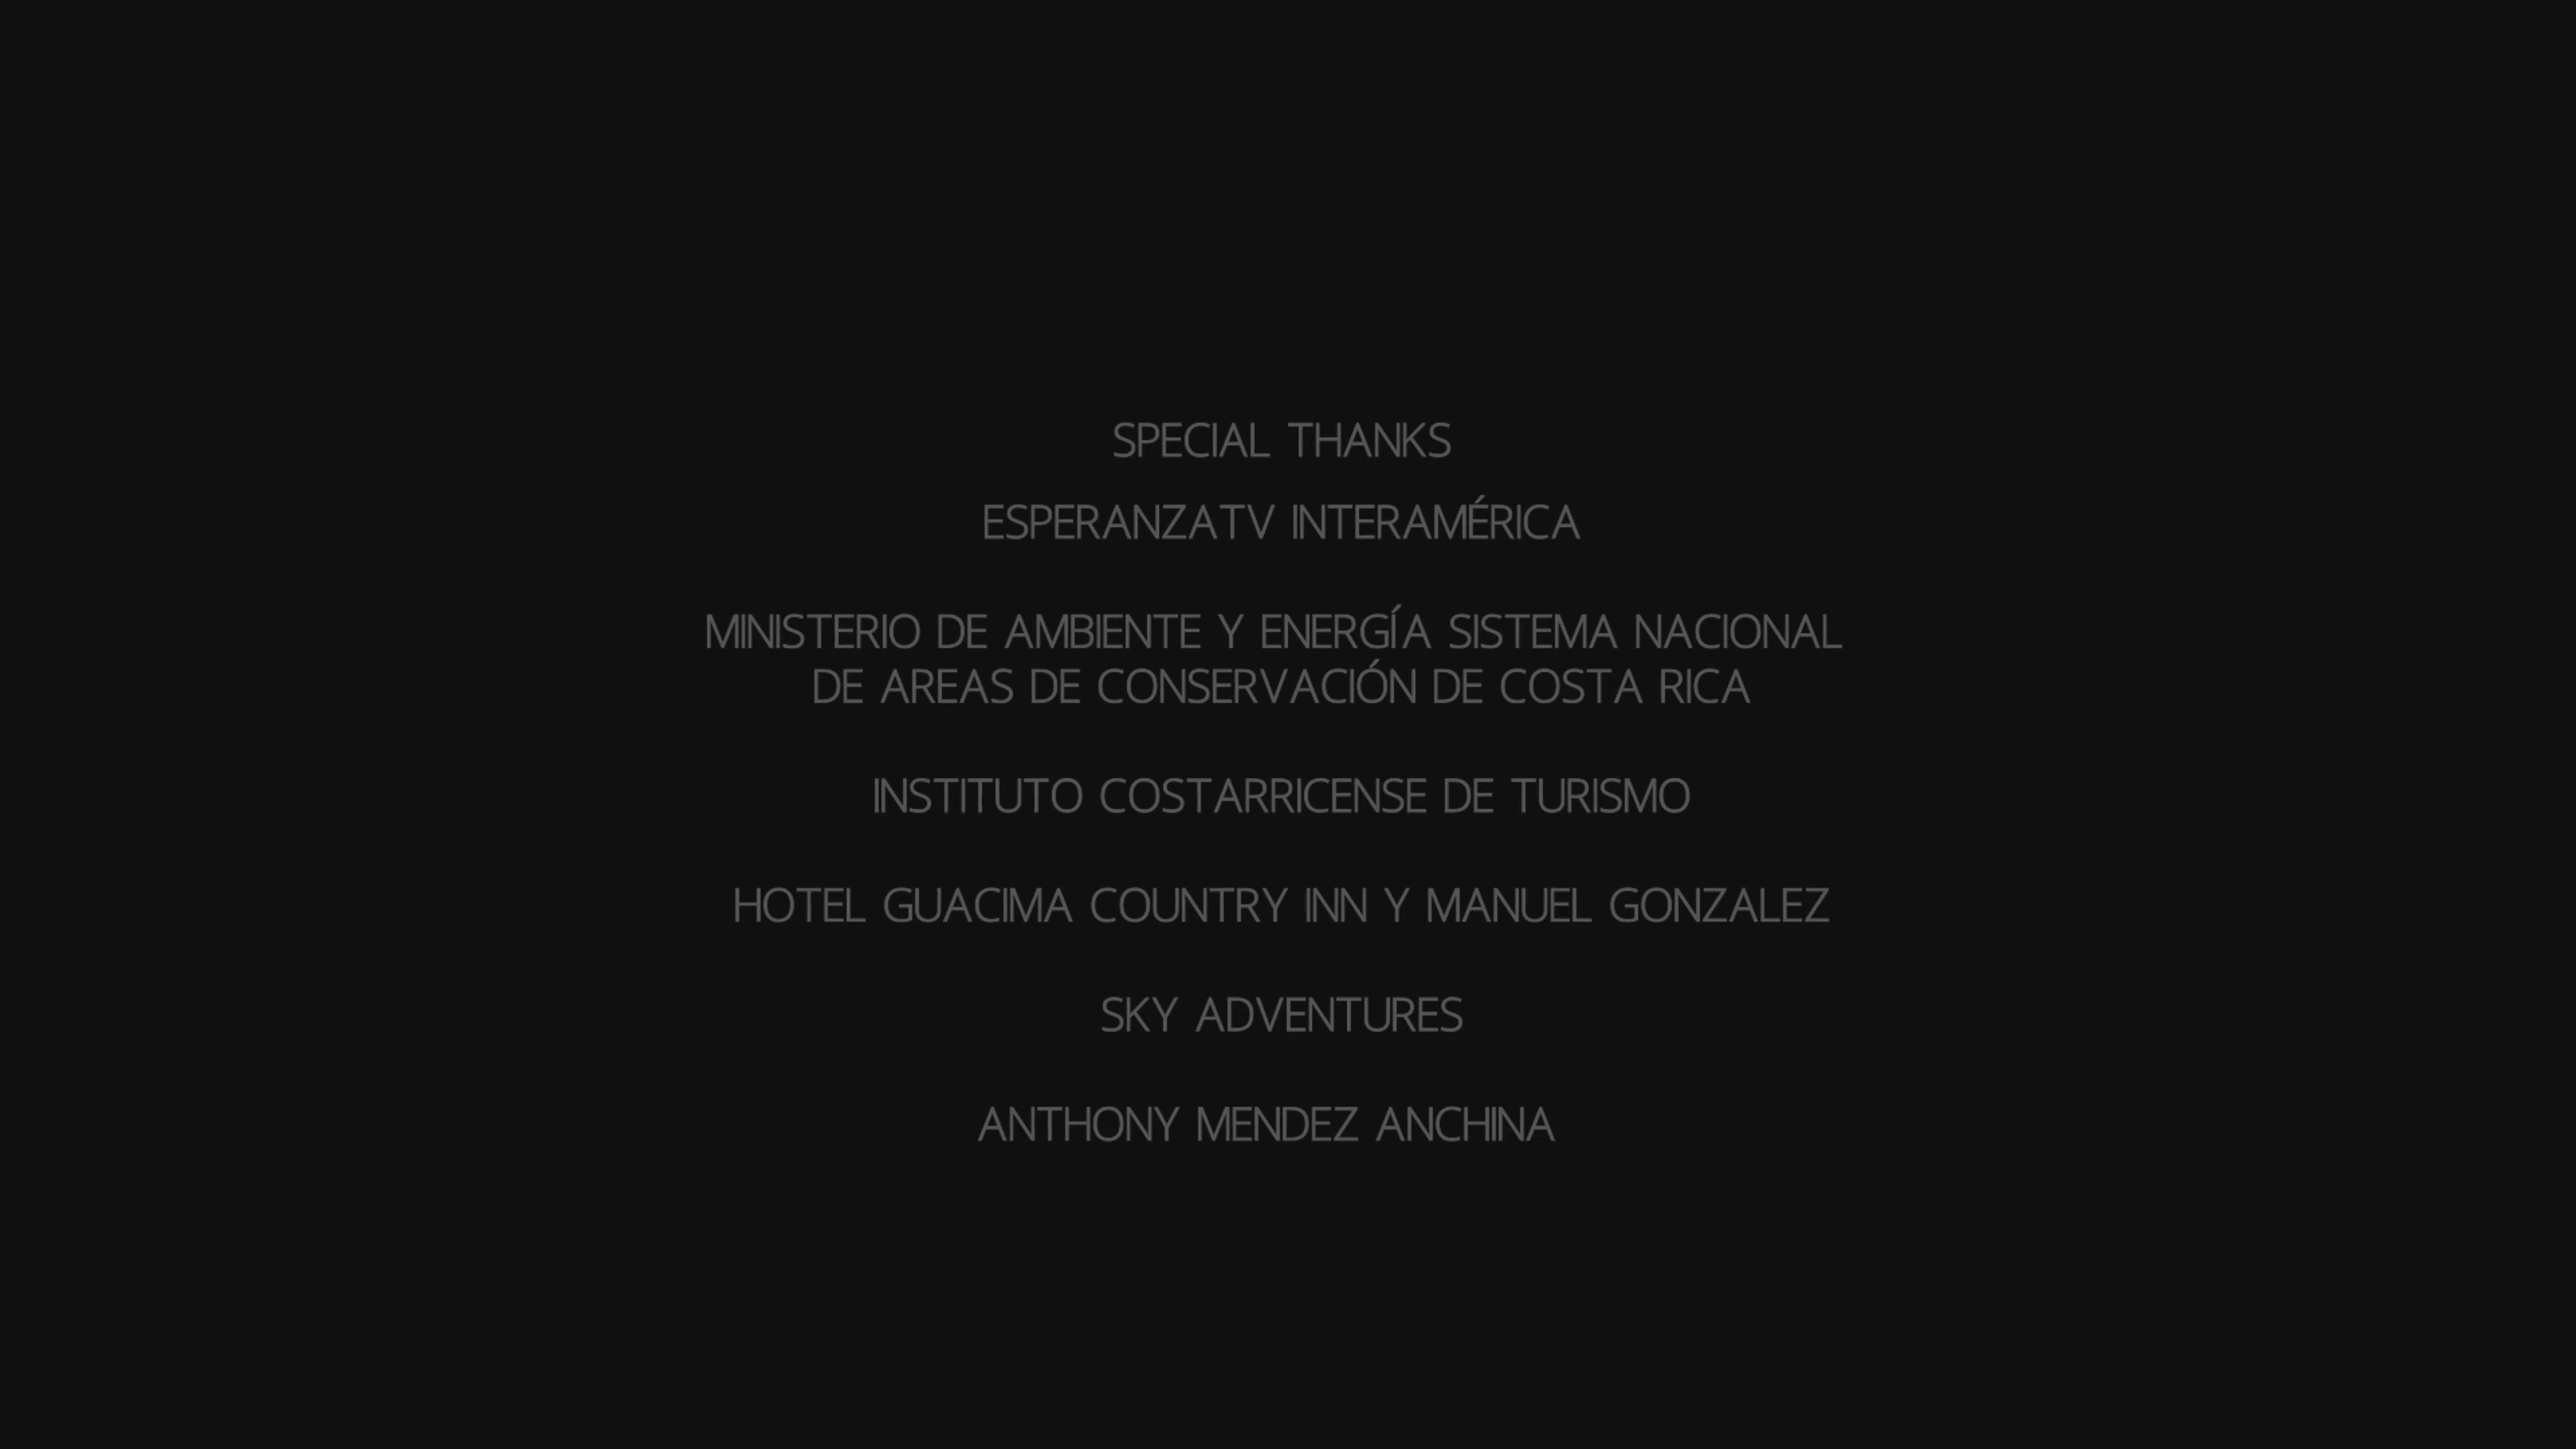 SPECIAL THANKS
ESPERANZATV INTERAMÉRICA
MINISTERIO DE AMBIENTE Y ENERGÍA SISTEMA NACIONAL
DE AREAS DE CONSERVACIÓN DE COSTA RICA
INSTITUTO COSTARRICENSE DE TURISMO
HOTEL GUACIMA COUNTRY INN Y MANUEL GONZALEZ
SKY ADVENTURES
ANTHONY MENDEZ ANCHINA